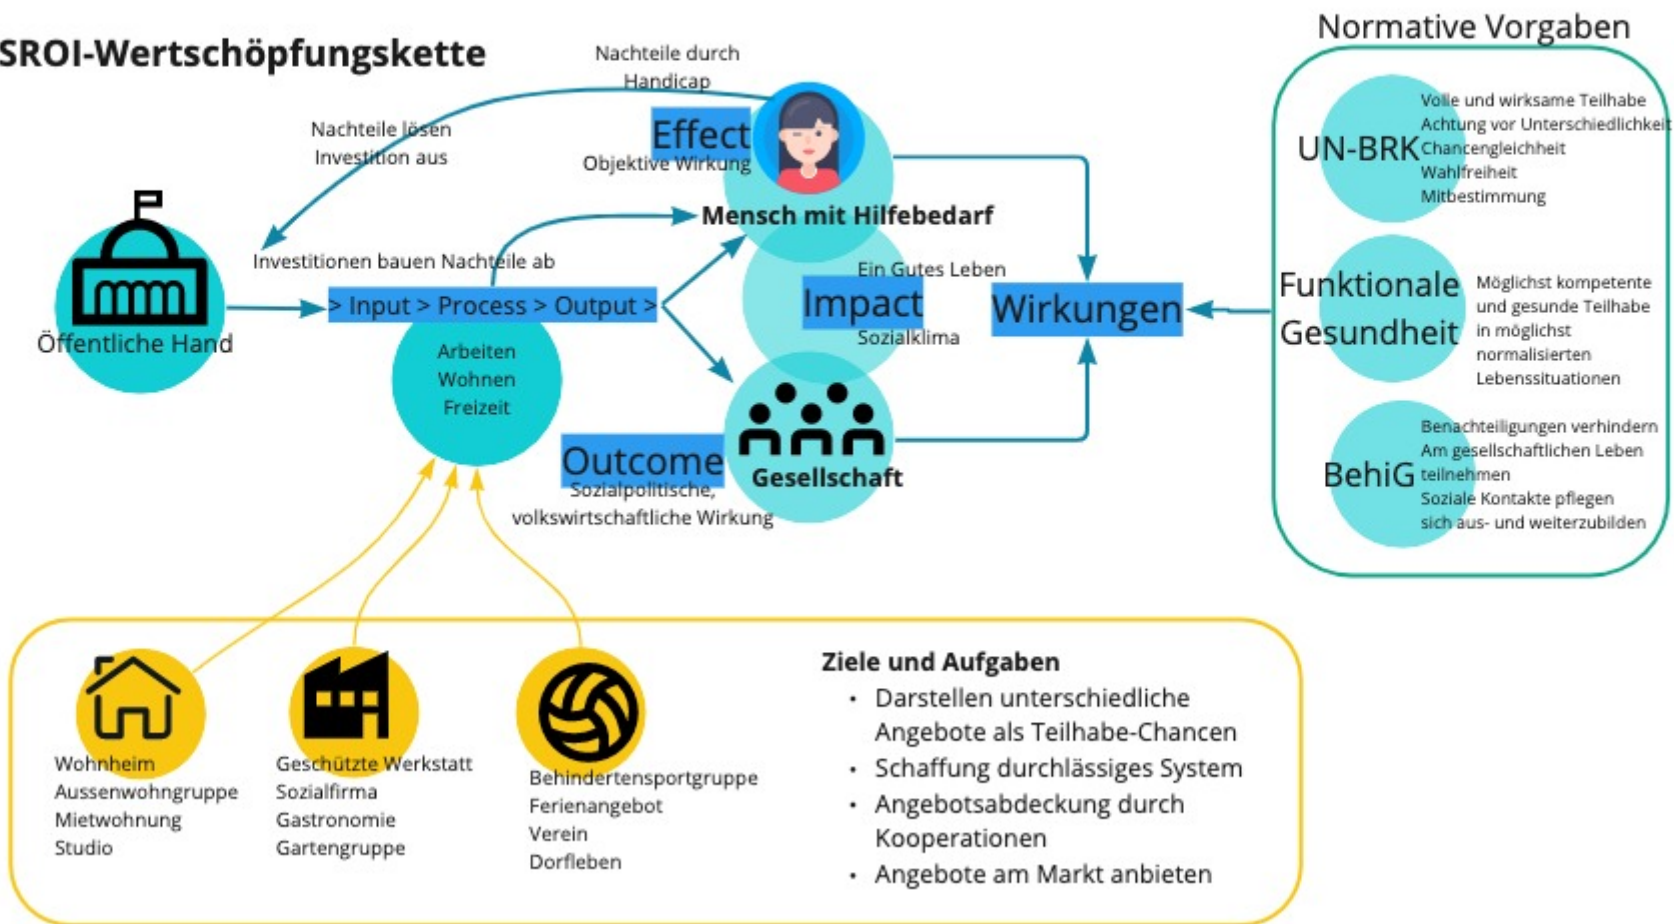 SROI-Wertschöpfungskette
Nachteile durch
Handicap
Nachteile lösen
Investition aus
Effect
Objektive Wirkung
Mensch mit Hilfebedarf
Investitionen bauen Nachteile ab
> Input > Process > Output >
Öffentliche Hand
Arbeiten
Wohnen
Freizeit
Ein Gutes Leben
Impact
Sozialklima
Wirkungen
Outcome
Sozialpolitische,
volkswirtschaftliche Wirkung
Gesellschaft
Normative Vorgaben
UN-BRK
Volle und wirksame Teilhabe
Achtung vor Unterschiedlichkeit
Chancengleichheit
Wahlfreiheit
Mitbestimmung
Funktionale
Gesundheit
Möglichst kompetente
und gesunde Teilhabe
in möglichst
normalisierten
Lebenssituationen
BehiG
Benachteiligungen verhindern
Am gesellschaftlichen Leben
teilnehmen
Soziale Kontakte pflegen
sich aus- und weiterzubilden
Wohnheim
Aussenwohngruppe
Mietwohnung
Studio
Geschützte Werkstatt
Sozialfirma
Gastronomie
Gartengruppe
Behindertensportgruppe
Ferienangebot
Verein
Dorfleben
Ziele und Aufgaben
• Darstellen unterschiedliche
Angebote als Teilhabe-Chancen
• Schaffung durchlässiges System
• Angebotsabdeckung durch
Kooperationen
• Angebote am Markt anbieten